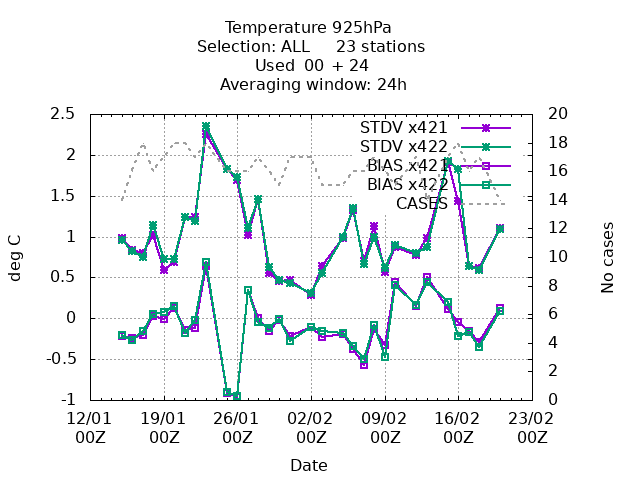 Temperature 925hPa
Selection: ALL 23 stations
Used 00 + 24
Averaging window: 24h
2.5
2
1.5
1
0.5
0
-0.5
-1
deg C
20
18
16
14
12
10
8
6
4
2
0
No cases
STDV x421
STDV x422
BIAS x421
BIAS x422
CASES
12/01 19/01 26/01 02/02 09/02 16/02 23/02
00Z 00Z 00Z 00Z 00Z 00Z 00Z
Date